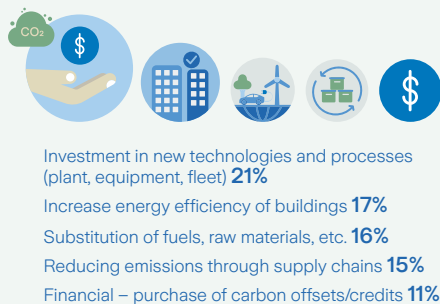 CO₂
$
$
Investment in new technologies and processes
(plant, equipment, fleet) 21%
Increase energy efficiency of buildings 17%
Substitution of fuels, raw materials, etc. 16%
Reducing emissions through supply chains 15%
Financial – purchase of carbon offsets/credits 11%